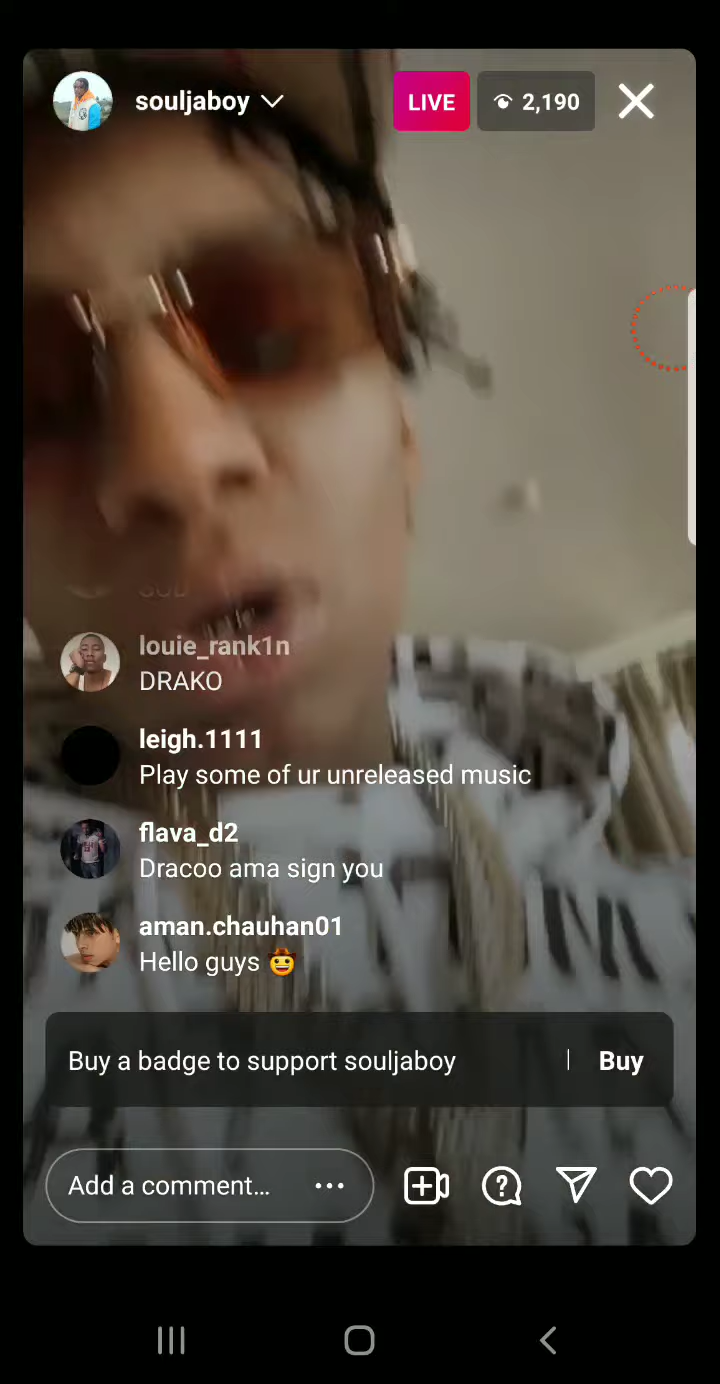 souljaboy
LIVE
2,190
louie_rank1n
DRAKO
leigh.1111
Play some of ur unreleased music
flava_d2
Dracoo ama sign you
aman.chauhan01
Hello guys 🤠
Buy a badge to support souljaboy | Buy
Add a comment...